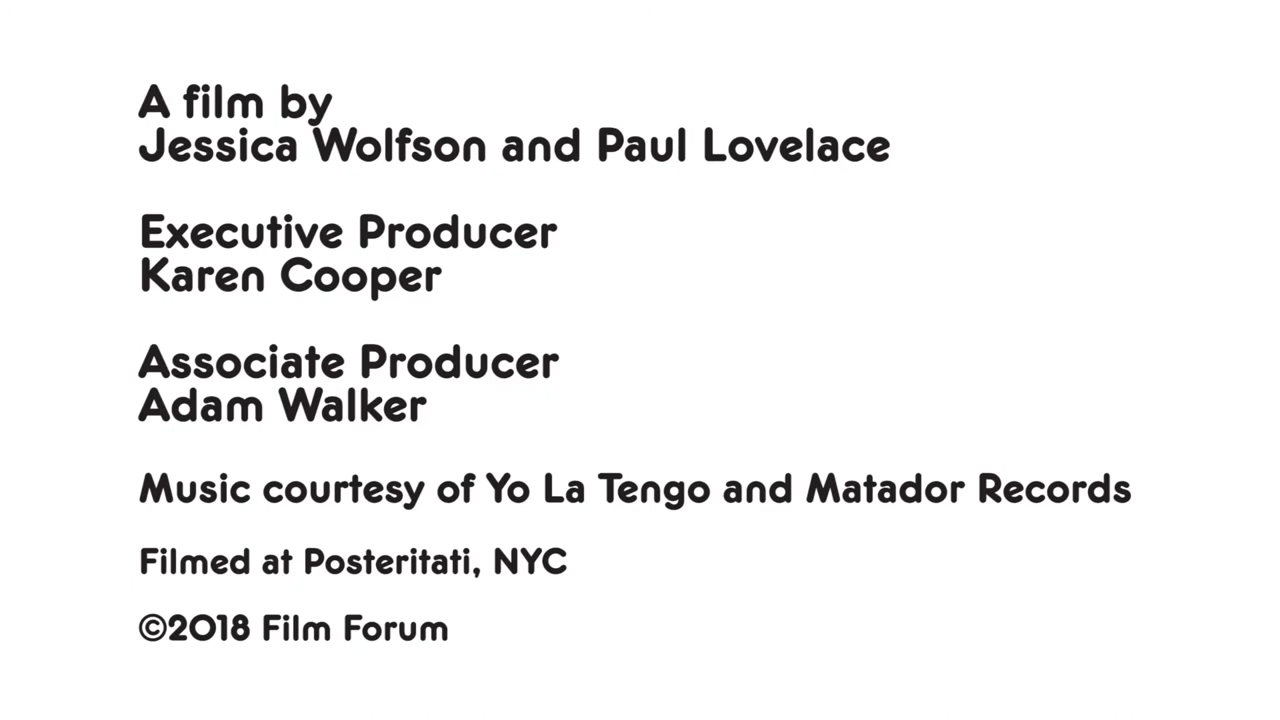 A film by
Jessica Wolfson and Paul Lovelace
Executive Producer
Karen Cooper
Associate Producer
Adam Walker
Music courtesy of Yo La Tengo and Matador Records
Filmed at Posteritati, NYC
©2018 Film Forum